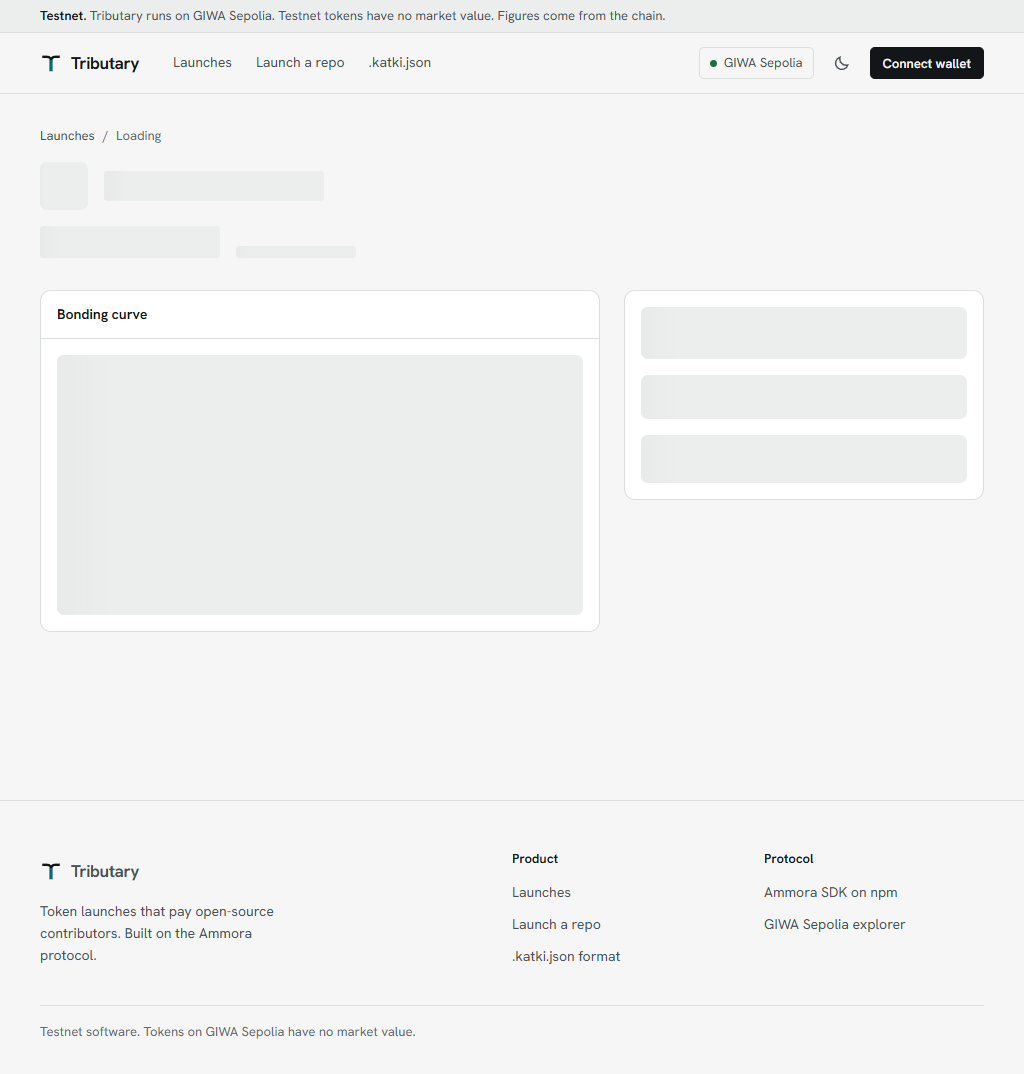 Testnet. Tributary runs on GIWA Sepolia. Testnet tokens have no market value. Figures come from the chain.
Tributary
Launches
Launch a repo
.katki.json
GIWA Sepolia
Connect wallet
Launches / Loading
Bonding curve
Tributary
Token launches that pay open-source
contributors. Built on the Ammora
protocol.
Product
Launches
Launch a repo
.katki.json format
Protocol
Ammora SDK on npm
GIWA Sepolia explorer
Testnet software. Tokens on GIWA Sepolia have no market value.